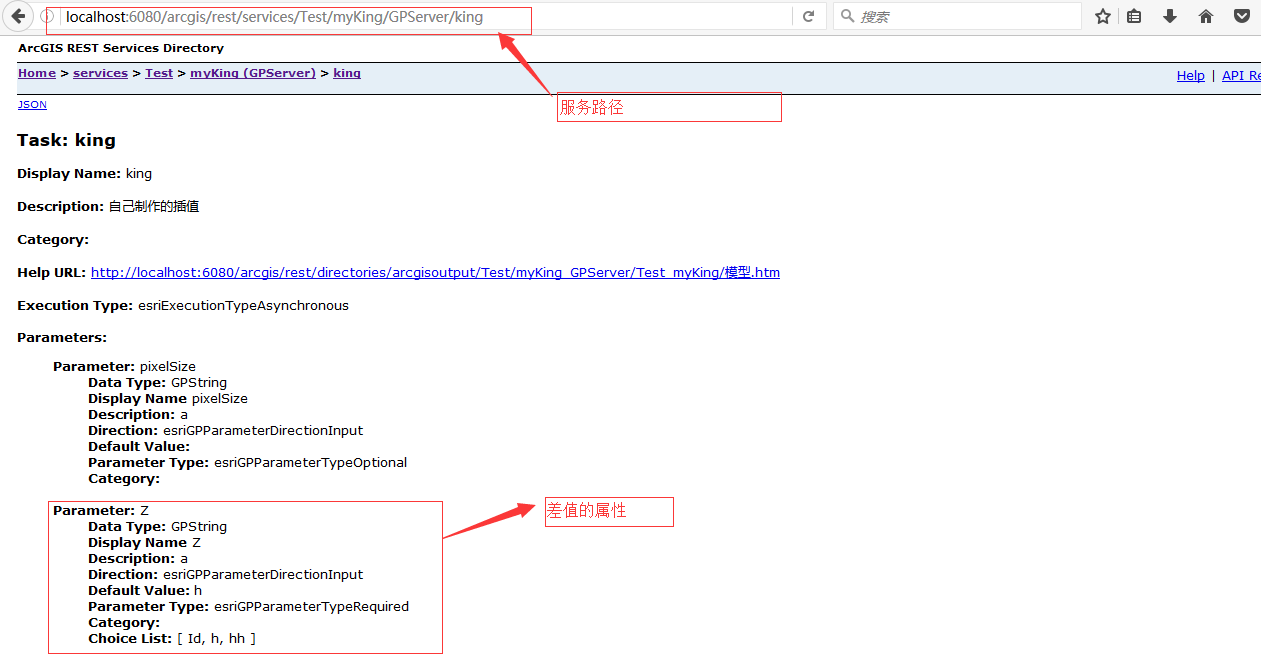 localhost:6080/arcgis/rest/services/Test/myKing/GPServer/king
搜索
ArcGIS REST Services Directory
Home > services > Test > myKing (GPServer) > king
Help | API Re
服务路径
JSON
Task: king
Display Name: king
Description: 自己制作的插值
Category:
Help URL: http://localhost:6080/arcgis/rest/directories/arcgisoutput/Test/myKing_GPServer/Test_myKing/模型.htm
Execution Type: esriExecutionTypeAsynchronous
Parameters:
Parameter: pixelSize
Data Type: GPString
Display Name pixelSize
Description: a
Direction: esriGPParameterDirectionInput
Default Value:
Parameter Type: esriGPParameterTypeOptional
Category:
Parameter: Z
差值的属性
Data Type: GPString
Display Name Z
Description: a
Direction: esriGPParameterDirectionInput
Default Value: h
Parameter Type: esriGPParameterTypeRequired
Category:
Choice List: [ Id, h, hh ]